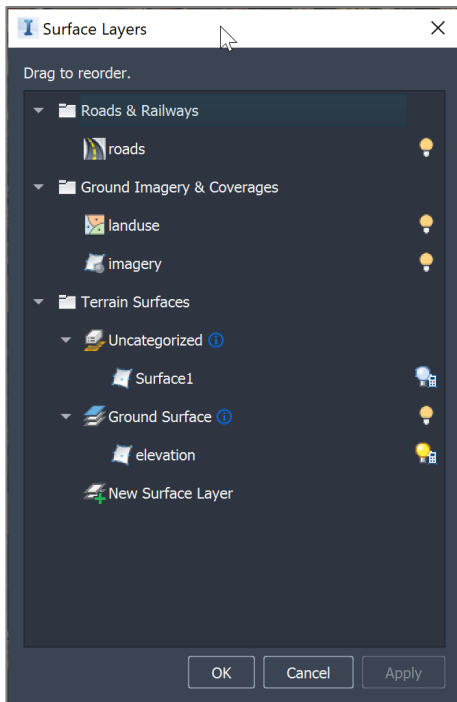 Surface Layers
Drag to reorder.
Roads & Railways
roads
Ground Imagery & Coverages
landuse
imagery
Terrain Surfaces
Uncategorized
Surface1
Ground Surface
elevation
New Surface Layer
OK Cancel Apply